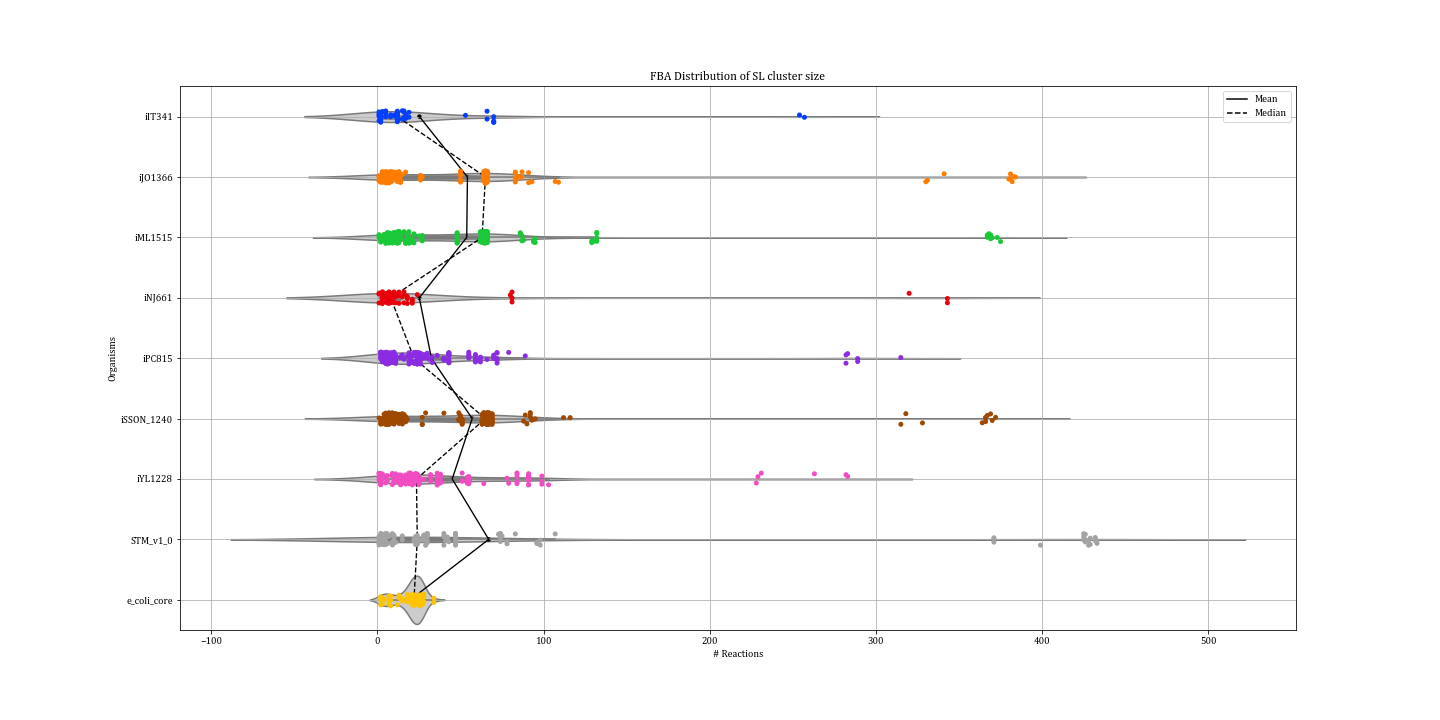 FBA Distribution of SL cluster size
Mean
Median
Organisms
iIT341
iJO1366
iML1515
iNJ661
iPC815
iSSON_1240
iYL1228
STM_v1_0
e_coli_core
−100 0 100 200 300 400 500
# Reactions